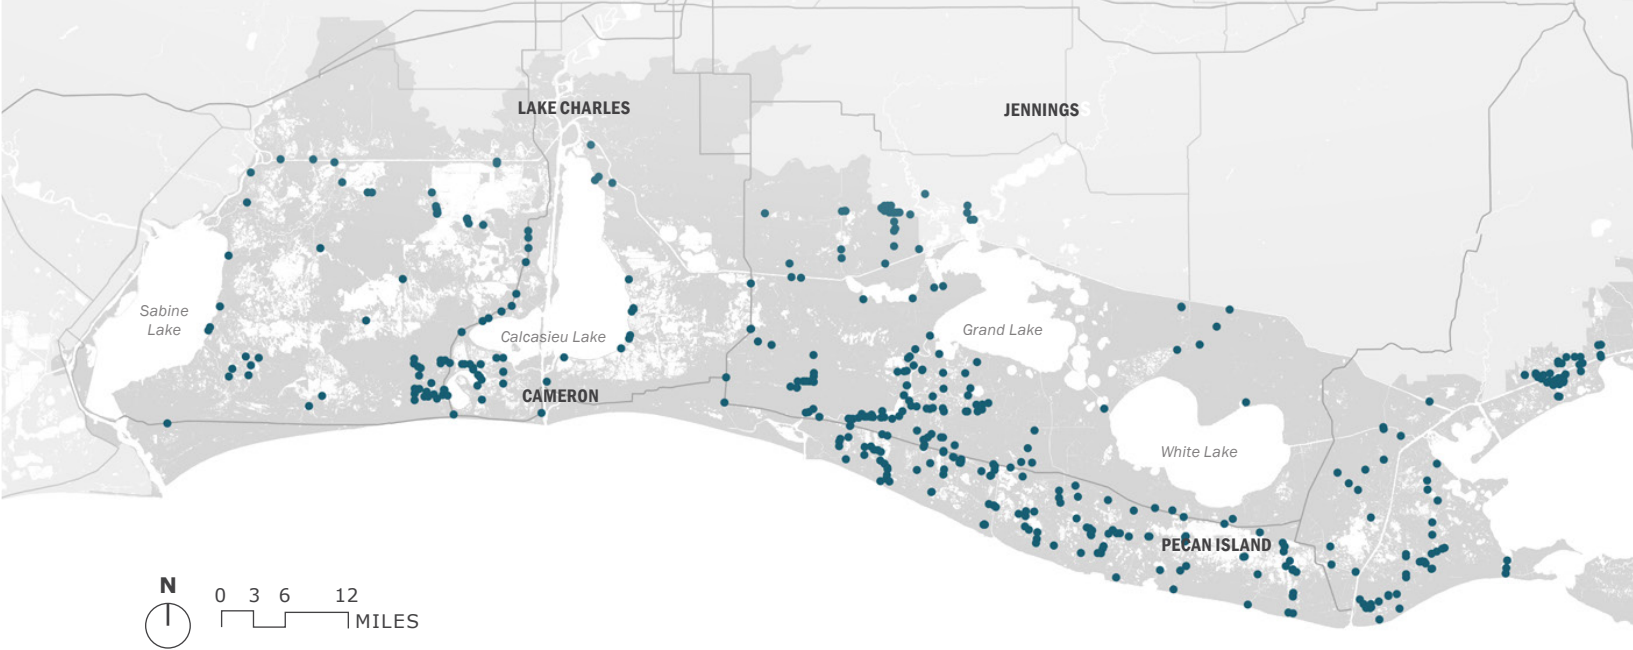 LAKE CHARLES
JENNINGS
Sabine
Lake
Calcasieu Lake
Grand Lake
CAMERON
White Lake
PECAN ISLAND
N
0 3 6 12
MILES